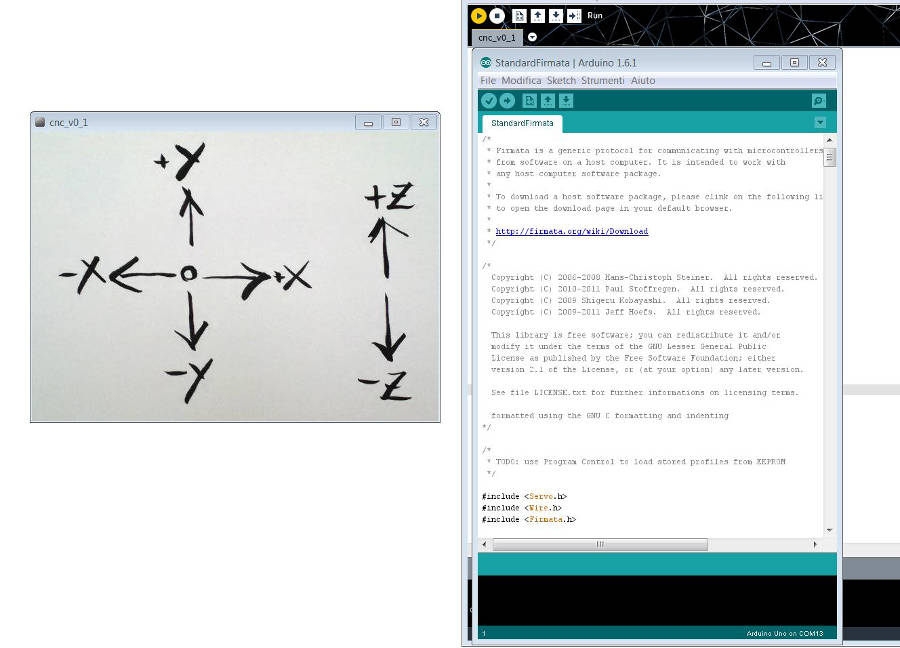 cnc_v0_1
+Y
+Z
-X
+X
-Y
-Z
Run
cnc_v0_1
StandardFirmata | Arduino 1.6.1
File Modifica Sketch Strumenti Aiuto
StandardFirmata
/*
* Firmata is a generic protocol for communicating with microcontrollers
* from software on a host computer. It is intended to work with
* any host computer software package.
*
* To download a host software package, please clink on the following li
* to open the download page in your default browser.
*
* http://firmata.org/wiki/Download
*/
/*
Copyright (C) 2006-2008 Hans-Christoph Steiner. All rights reserved.
Copyright (C) 2010-2011 Paul Stoffregen. All rights reserved.
Copyright (C) 2009 Shigeru Kobayashi. All rights reserved.
Copyright (C) 2009-2011 Jeff Hoefs. All rights reserved.
This library is free software; you can redistribute it and/or
modify it under the terms of the GNU Lesser General Public
License as published by the Free Software Foundation; either
version 2.1 of the License, or (at your option) any later version.
See file LICENSE.txt for further informations on licensing terms.
formatted using the GNU C formatting and indenting
*/
/*
* TODO: use Program Control to load stored profiles from EEPROM
*/
#include <Servo.h>
#include <Wire.h>
#include <Firmata.h>
1
Arduino Uno on COM13